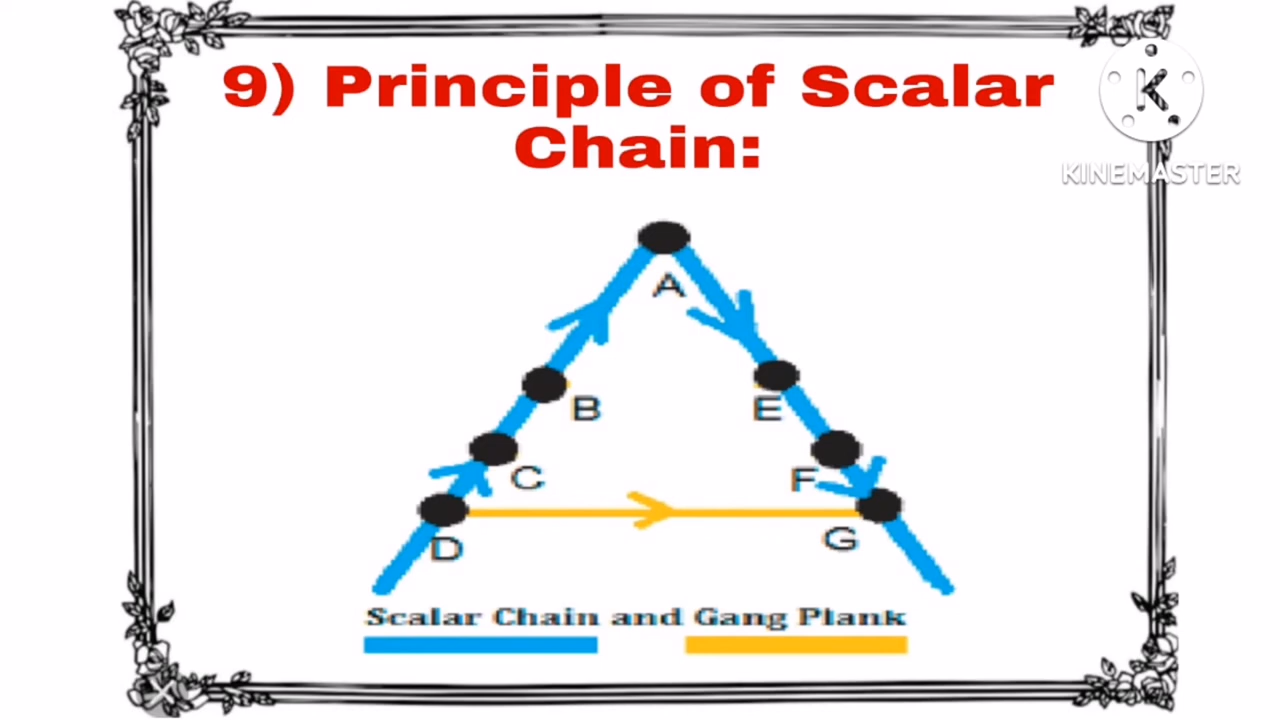 9) Principle of Scalar
Chain:
K
KINEMASTER
A
B
E
C
F
D
G
Scalar Chain and Gang Plank